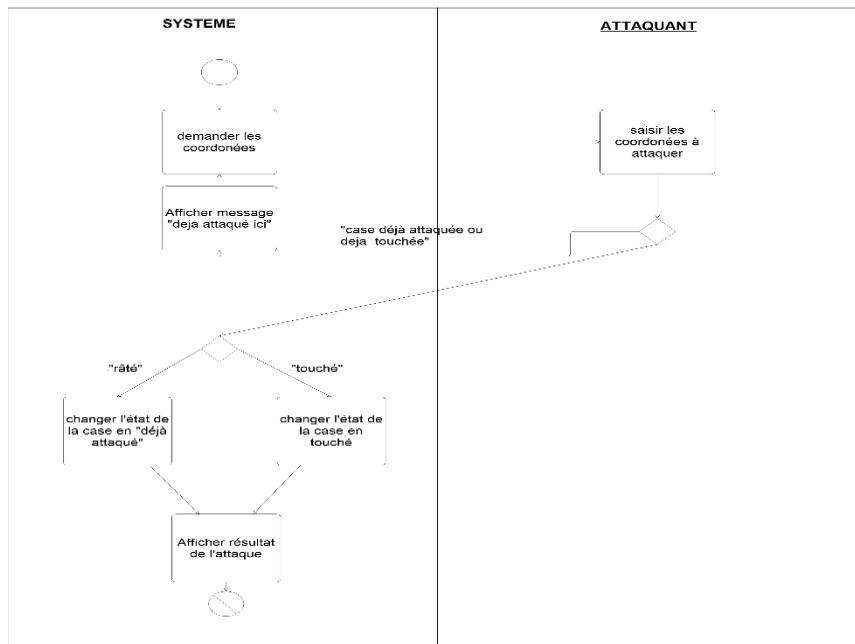 SYSTEME
ATTAQUANT
demander les
coordonées
saisir les
coordonées à
attaquer
Afficher message
"deja attaqué ici"
"case déjà attaquée ou
deja touchée"
"râté"
"touché"
changer l'état de
la case en "déjà
attaqué"
changer l'état de
la case en
touché
Afficher résultat
de l'attaque